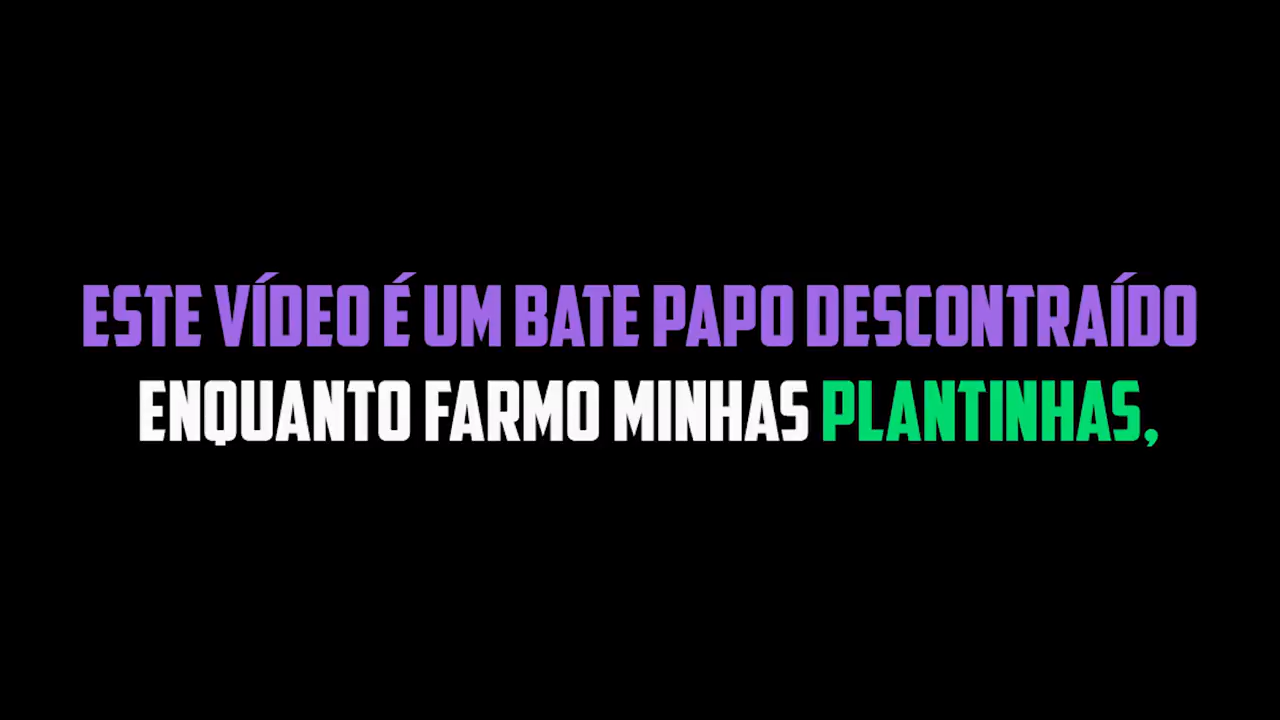 ESTE VÍDEO É UM BATE PAPO DESCONTRAÍDO
ENQUANTO FARMO MINHAS PLANTINHAS,